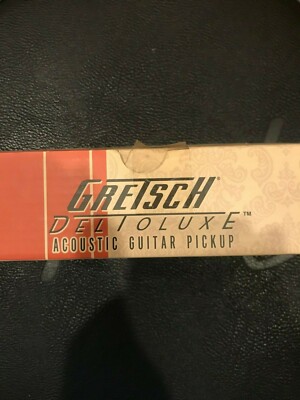 GRETSCH®
DELTOLUXE™
ACOUSTIC GUITAR PICKUP